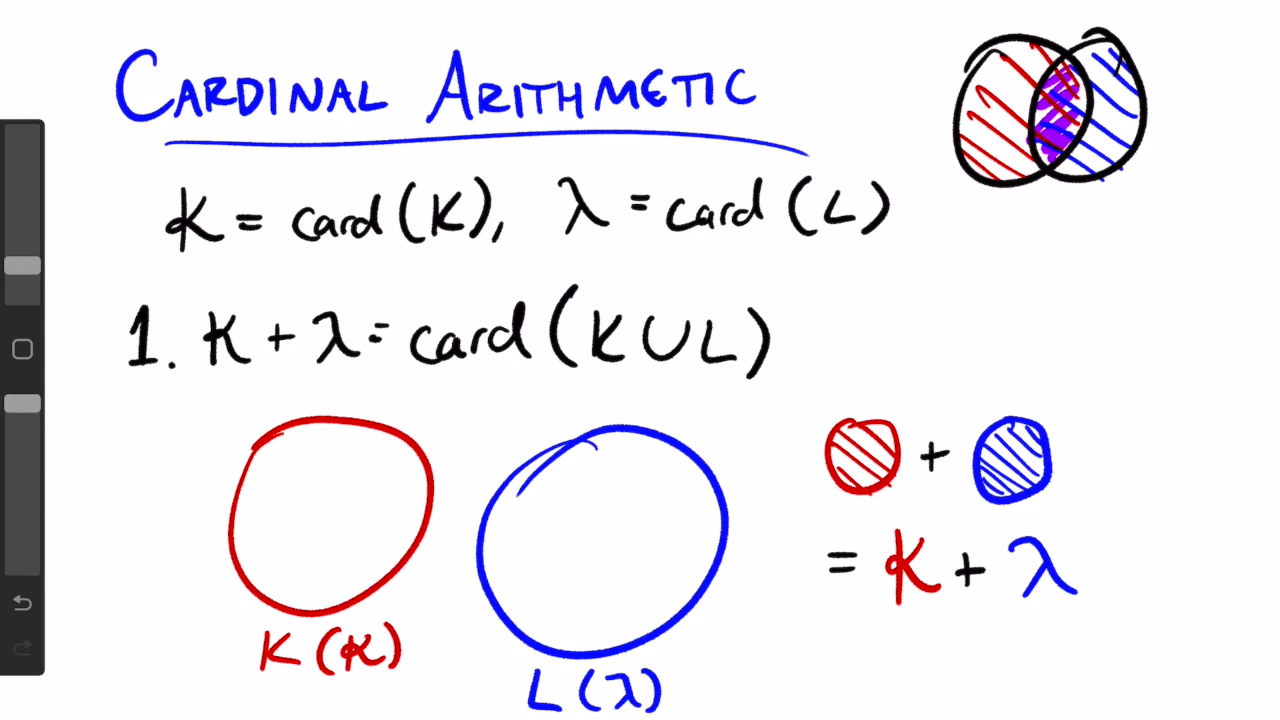 CARDINAL ARITHMETIC
κ = card (K), λ = card (L)
1. κ + λ = card (K ∪ L)
+
= κ + λ
K (κ)
L (λ)